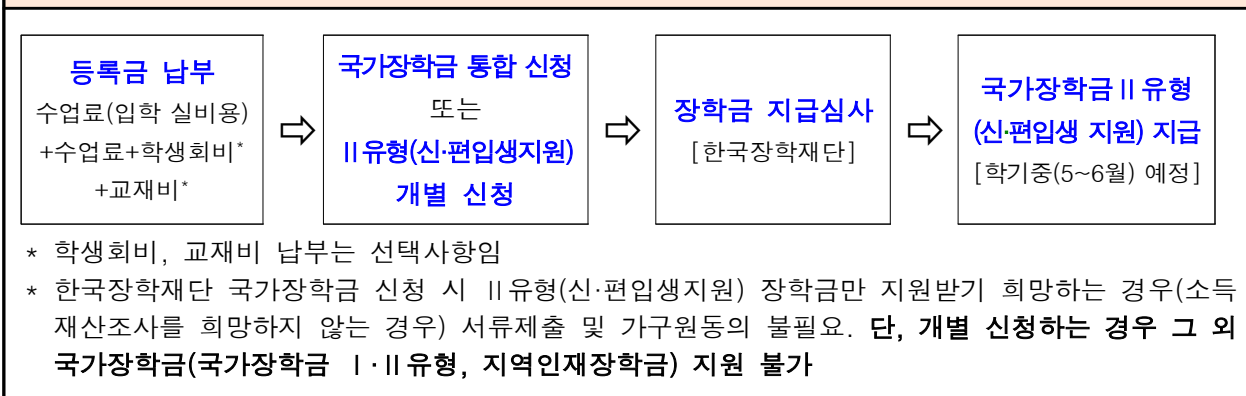 등록금 납부
수업료(입학 실비용)
+수업료+학생회비*
+교재비*
⇨
국가장학금 통합 신청
또는
Ⅱ유형(신·편입생지원)
개별 신청
⇨
장학금 지급심사
[한국장학재단]
⇨
국가장학금Ⅱ유형
(신·편입생 지원) 지급
[학기중(5~6월) 예정]
* 학생회비, 교재비 납부는 선택사항임
* 한국장학재단 국가장학금 신청 시 Ⅱ유형(신·편입생지원) 장학금만 지원받기 희망하는 경우(소득
재산조사를 희망하지 않는 경우) 서류제출 및 가구원동의 불필요. 단, 개별 신청하는 경우 그 외
국가장학금(국가장학금 Ⅰ·Ⅱ유형, 지역인재장학금) 지원 불가